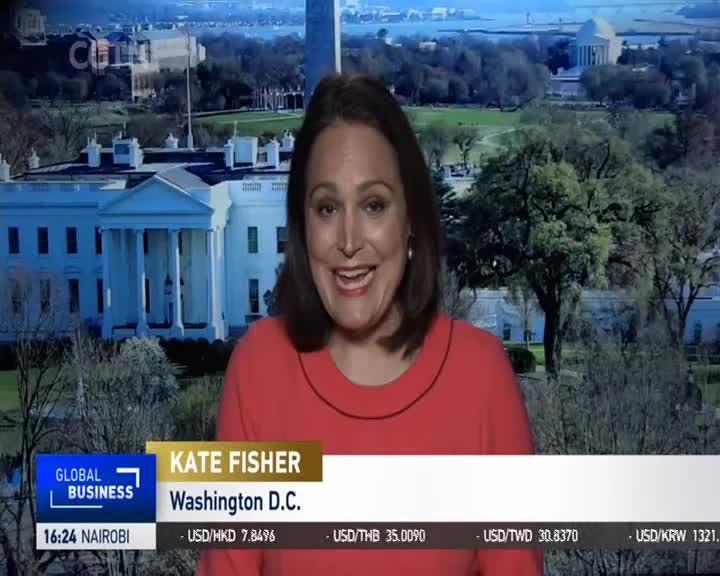 CGTN
KATE FISHER
GLOBAL
BUSINESS
Washington D.C.
16:24 NAIROBI
· USD/HKD 7.8496 · USD/THB 35.0090 · USD/TWD 30.8370 · USD/KRW 1321.